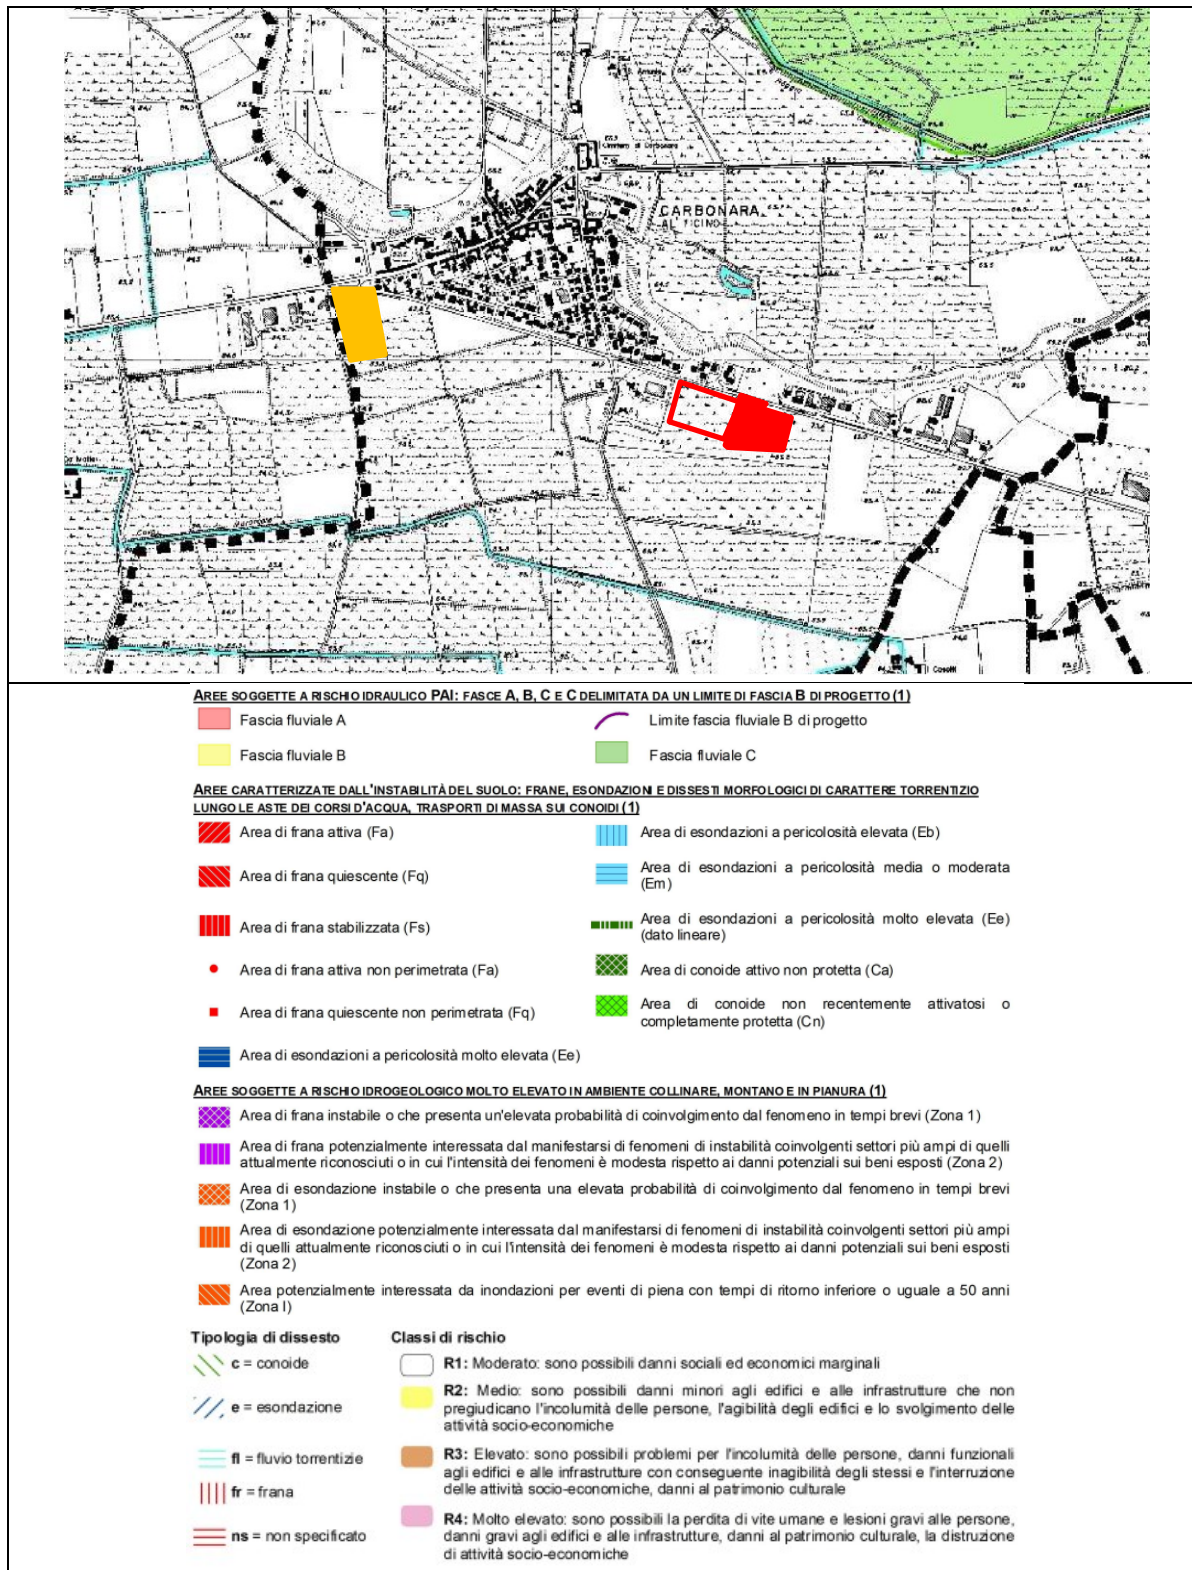 Cimitero di Carbonara
CARBONARA
AL TICINO
AREE SOGGETTE A RISCHIO IDRAULICO PAI: FASCE A, B, C E C DELIMITATA DA UN LIMITE DI FASCIA B DI PROGETTO (1)
Fascia fluviale A
Limite fascia fluviale B di progetto
Fascia fluviale B
Fascia fluviale C
AREE CARATTERIZZATE DALL'INSTABILITÀ DEL SUOLO: FRANE, ESONDAZIONI E DISSESTI MORFOLOGICI DI CARATTERE TORRENTIZIO
LUNGO LE ASTE DEI CORSI D'ACQUA, TRASPORTI DI MASSA SUI CONOIDI (1)
Area di frana attiva (Fa)
Area di esondazioni a pericolosità elevata (Eb)
Area di frana quiescente (Fq)
Area di esondazioni a pericolosità media o moderata
(Em)
Area di frana stabilizzata (Fs)
Area di esondazioni a pericolosità molto elevata (Ee)
(dato lineare)
Area di frana attiva non perimetrata (Fa)
Area di conoide attivo non protetta (Ca)
Area di frana quiescente non perimetrata (Fq)
Area di conoide non recentemente attivatosi o
completamente protetta (Cn)
Area di esondazioni a pericolosità molto elevata (Ee)
AREE SOGGETTE A RISCHIO IDROGEOLOGICO MOLTO ELEVATO IN AMBIENTE COLLINARE, MONTANO E IN PIANURA (1)
Area di frana instabile o che presenta un'elevata probabilità di coinvolgimento dal fenomeno in tempi brevi (Zona 1)
Area di frana potenzialmente interessata dal manifestarsi di fenomeni di instabilità coinvolgenti settori più ampi di quelli
attualmente riconosciuti o in cui l'intensità dei fenomeni è modesta rispetto ai danni potenziali sui beni esposti (Zona 2)
Area di esondazione instabile o che presenta una elevata probabilità di coinvolgimento dal fenomeno in tempi brevi
(Zona 1)
Area di esondazione potenzialmente interessata dal manifestarsi di fenomeni di instabilità coinvolgenti settori più ampi
di quelli attualmente riconosciuti o in cui l'intensità dei fenomeni è modesta rispetto ai danni potenziali sui beni esposti
(Zona 2)
Area potenzialmente interessata da inondazioni per eventi di piena con tempi di ritorno inferiore o uguale a 50 anni
(Zona I)
Tipologia di dissesto
c = conoide
e = esondazione
fl = fluvio torrentizie
fr = frana
ns = non specificato
Classi di rischio
R1: Moderato: sono possibili danni sociali ed economici marginali
R2: Medio: sono possibili danni minori agli edifici e alle infrastrutture che non
pregiudicano l'incolumità delle persone, l'agibilità degli edifici e lo svolgimento delle
attività socio-economiche
R3: Elevato: sono possibili problemi per l'incolumità delle persone, danni funzionali
agli edifici e alle infrastrutture con conseguente inagibilità degli stessi e l'interruzione
delle attività socio-economiche, danni al patrimonio culturale
R4: Molto elevato: sono possibili la perdita di vite umane e lesioni gravi alle persone,
danni gravi agli edifici e alle infrastrutture, danni al patrimonio culturale, la distruzione
di attività socio-economiche